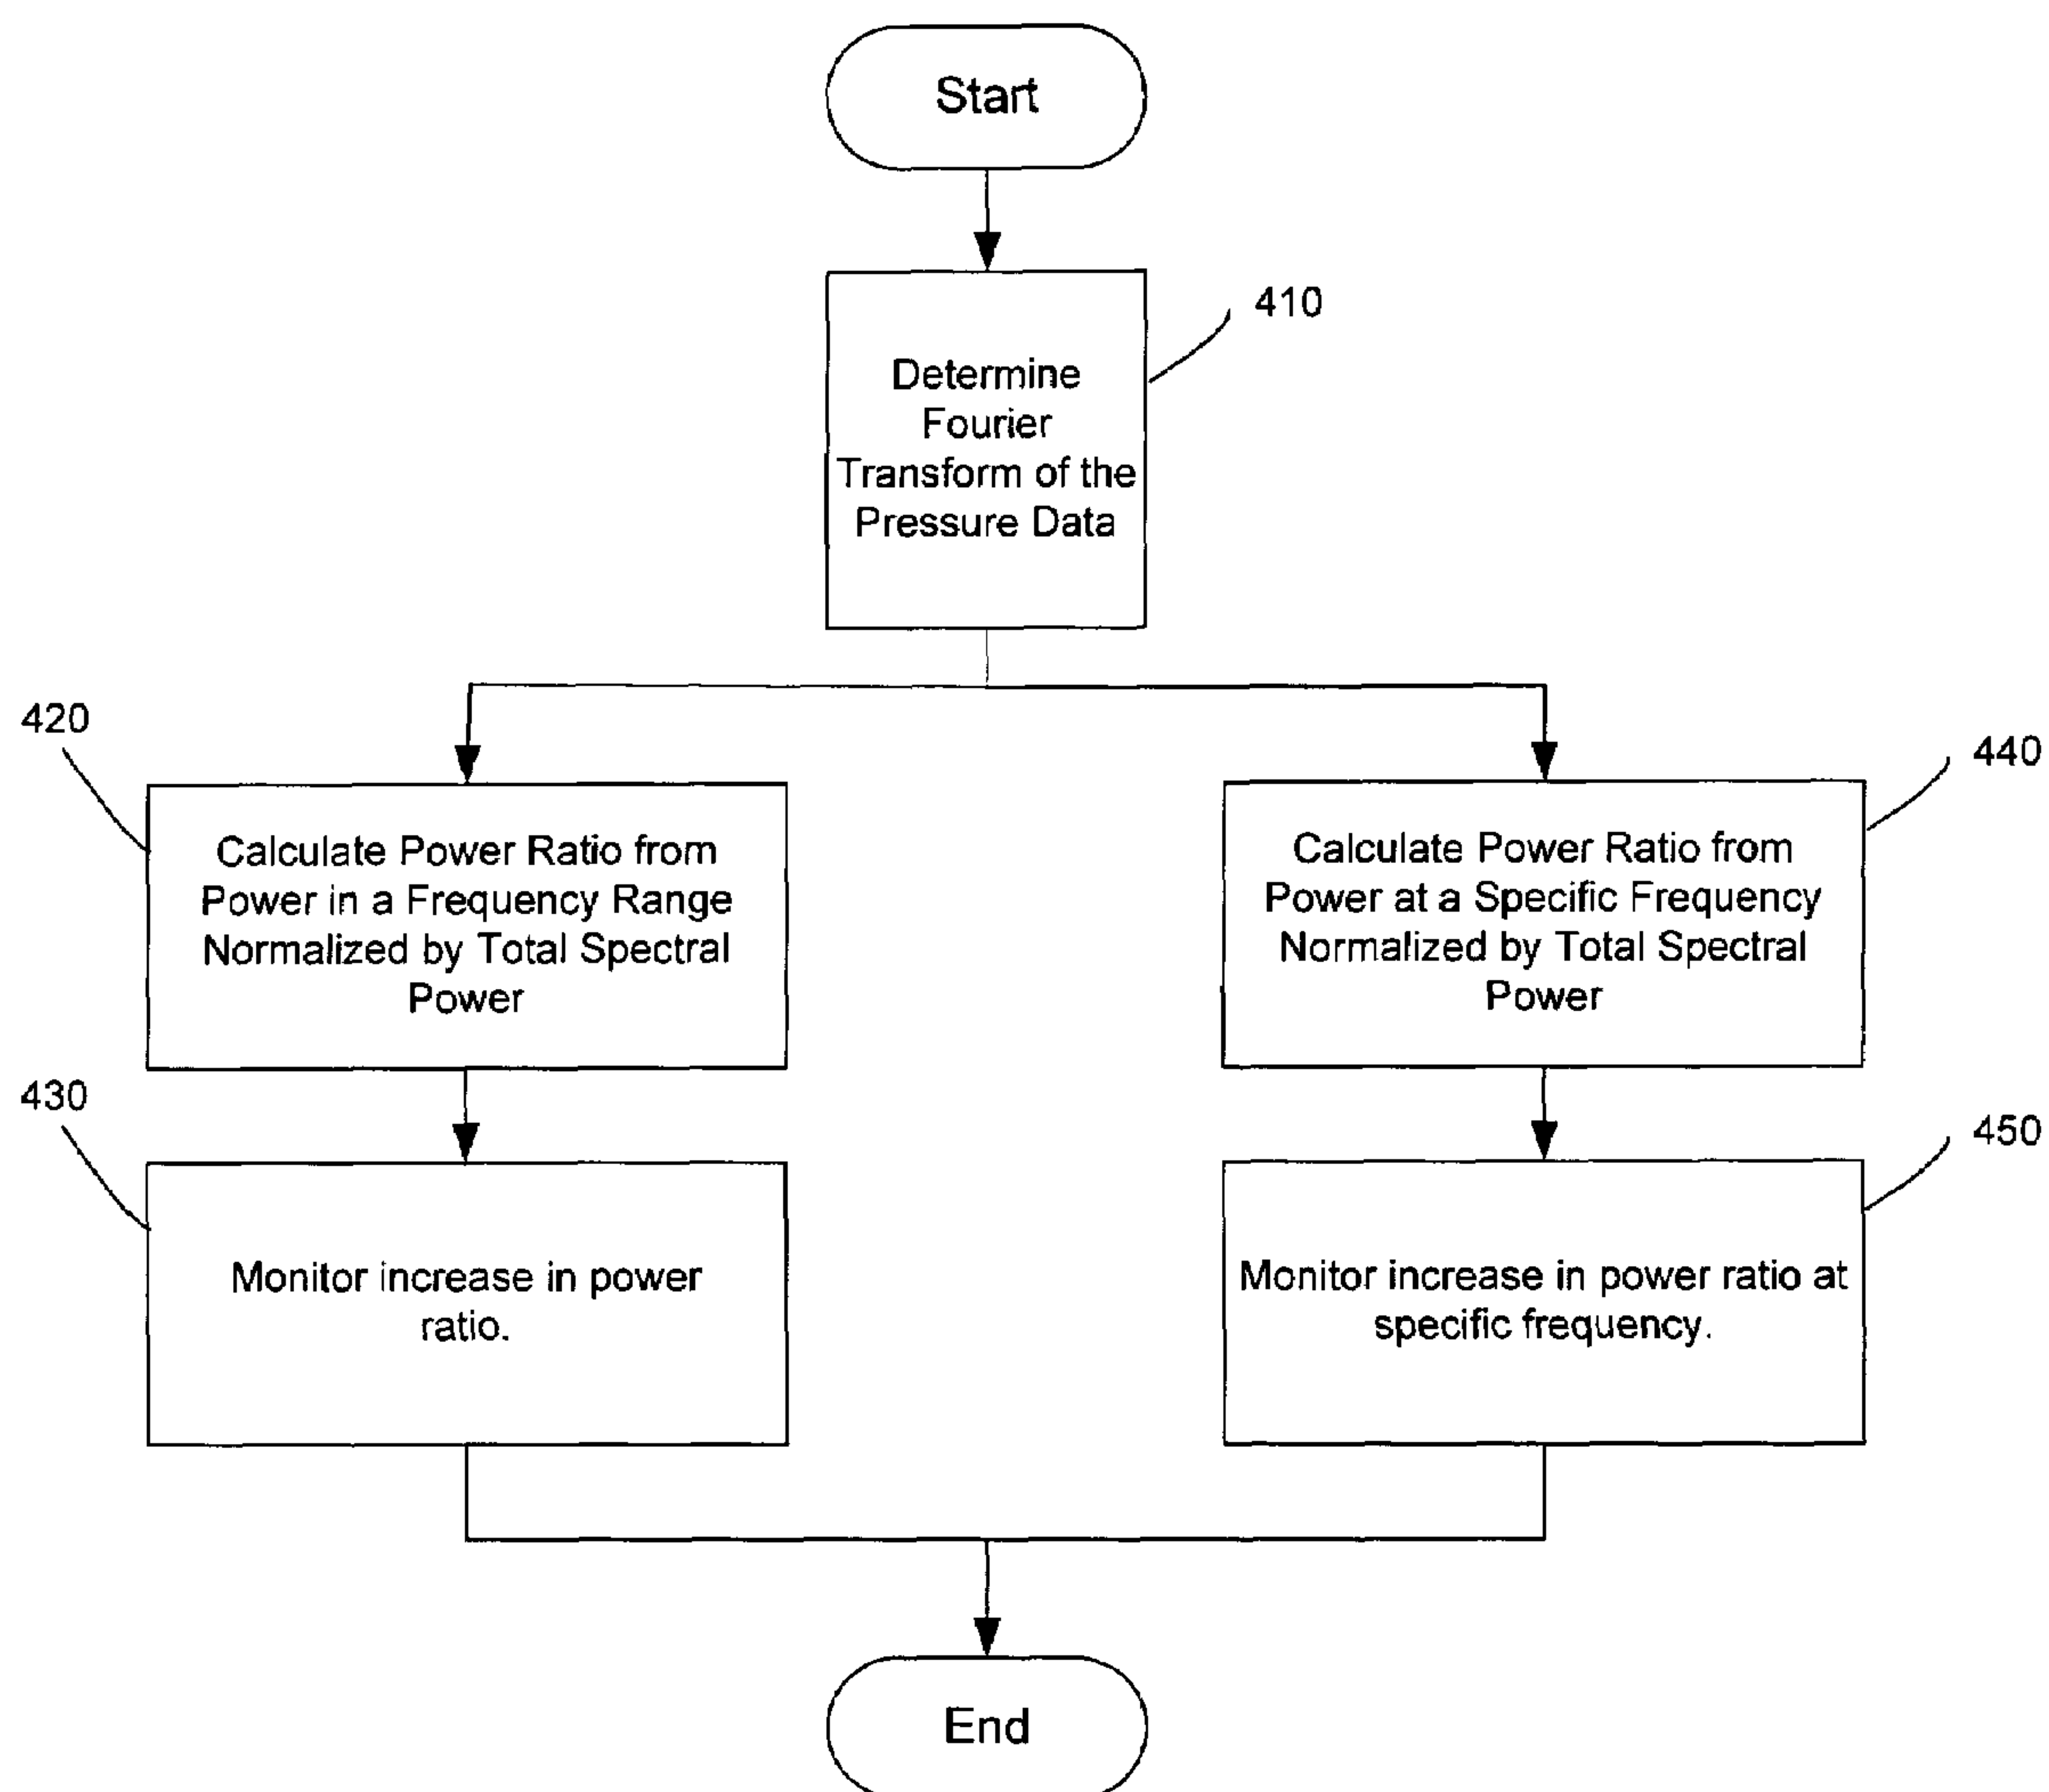 Start
410
Determine
Fourier
Transform of the
Pressure Data
420
Calculate Power Ratio from
Power in a Frequency Range
Normalized by Total Spectral
Power
440
Calculate Power Ratio from
Power at a Specific Frequency
Normalized by Total Spectral
Power
430
Monitor increase in power
ratio.
450
Monitor increase in power ratio at
specific frequency.
End